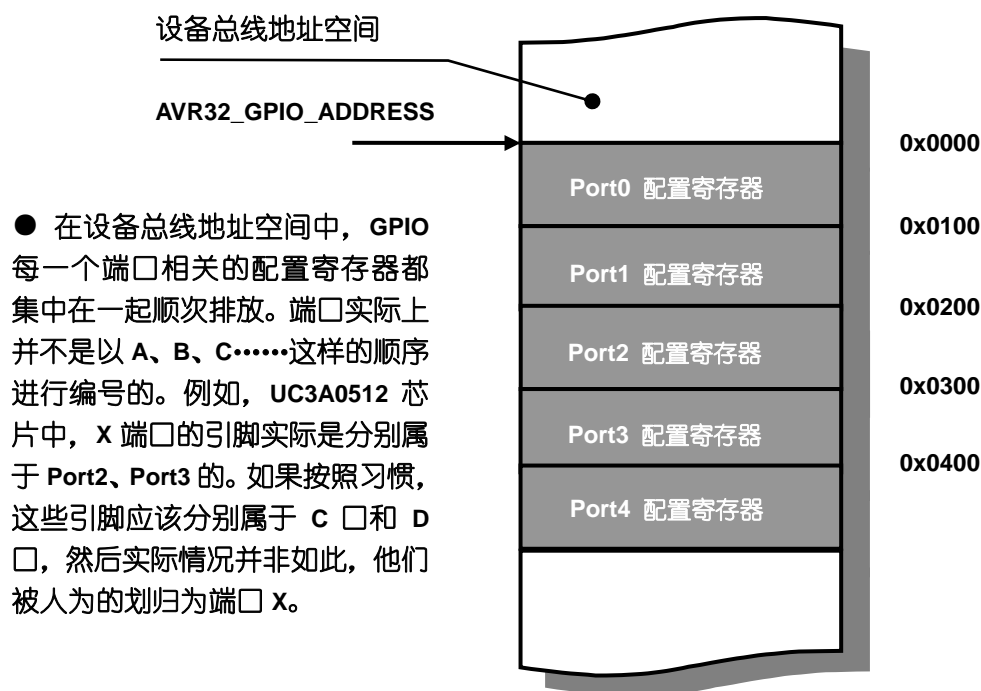 设备总线地址空间
AVR32_GPIO_ADDRESS
● 在设备总线地址空间中，GPIO
每一个端口相关的配置寄存器都
集中在一起顺次排放。端口实际上
并不是以 A、B、C……这样的顺序
进行编号的。例如，UC3A0512 芯
片中，X 端口的引脚实际是分别属
于 Port2、Port3 的。如果按照习惯，
这些引脚应该分别属于 C 口和 D
口，然后实际情况并非如此，他们
被人为的划归为端口 X。
Port0 配置寄存器
Port1 配置寄存器
Port2 配置寄存器
Port3 配置寄存器
Port4 配置寄存器
0x0000
0x0100
0x0200
0x0300
0x0400